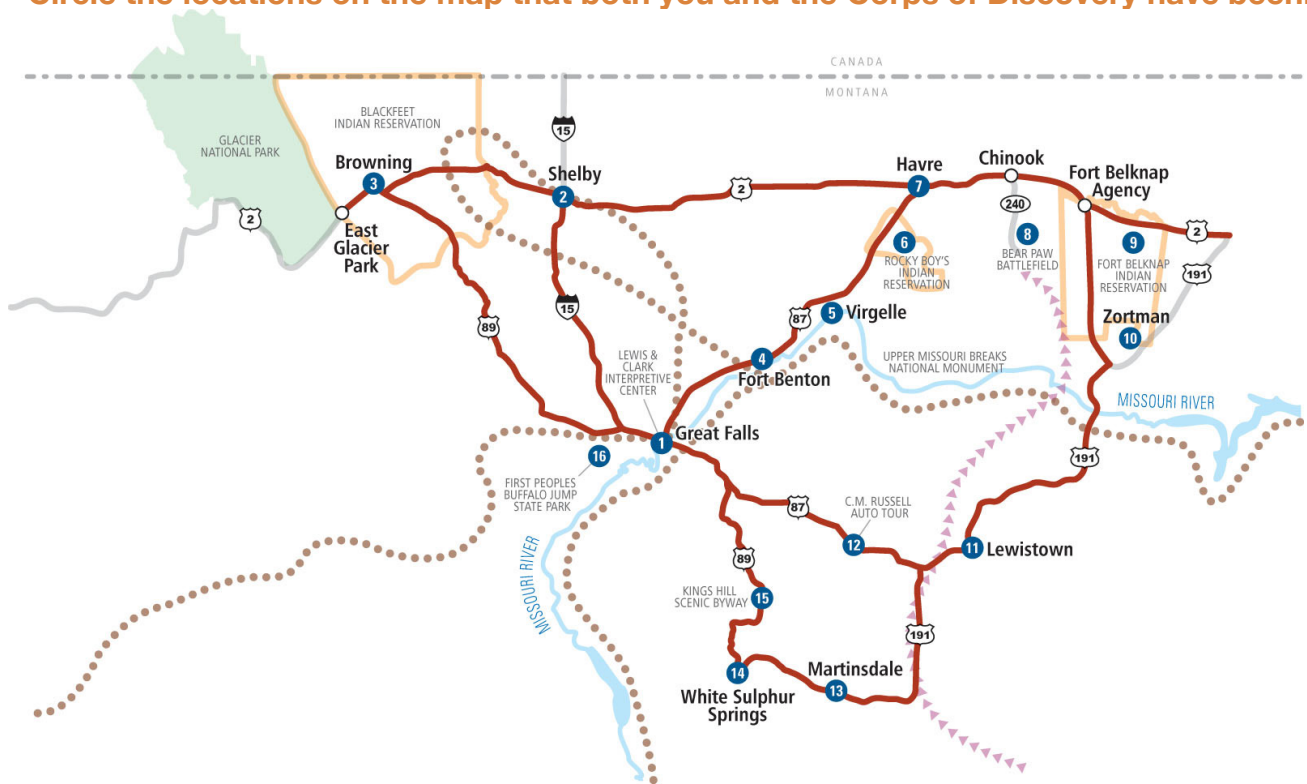 Circle the locations on the map that both you and the Corps of Discovery have been.
CANADA
MONTANA
GLACIER
NATIONAL PARK
BLACKFEET
INDIAN RESERVATION
15
Browning
3
Shelby
2
2
East
Glacier
Park
2
Havre
7
Chinook
240
Fort Belknap
Agency
6
ROCKY BOY'S
INDIAN
RESERVATION
8
BEAR PAW
BATTLEFIELD
9
FORT BELKNAP
INDIAN
RESERVATION
2
191
Zortman
10
89
15
87
5
Virgelle
LEWIS &
CLARK
INTERPRETIVE
CENTER
4
Fort Benton
UPPER MISSOURI BREAKS
NATIONAL MONUMENT
MISSOURI RIVER
1
Great Falls
16
FIRST PEOPLES
BUFFALO JUMP
STATE PARK
191
87
C.M. RUSSELL
AUTO TOUR
12
11
Lewistown
MISSOURI RIVER
89
KINGS HILL
SCENIC BYWAY
15
191
14
White Sulphur
Springs
Martinsdale
13